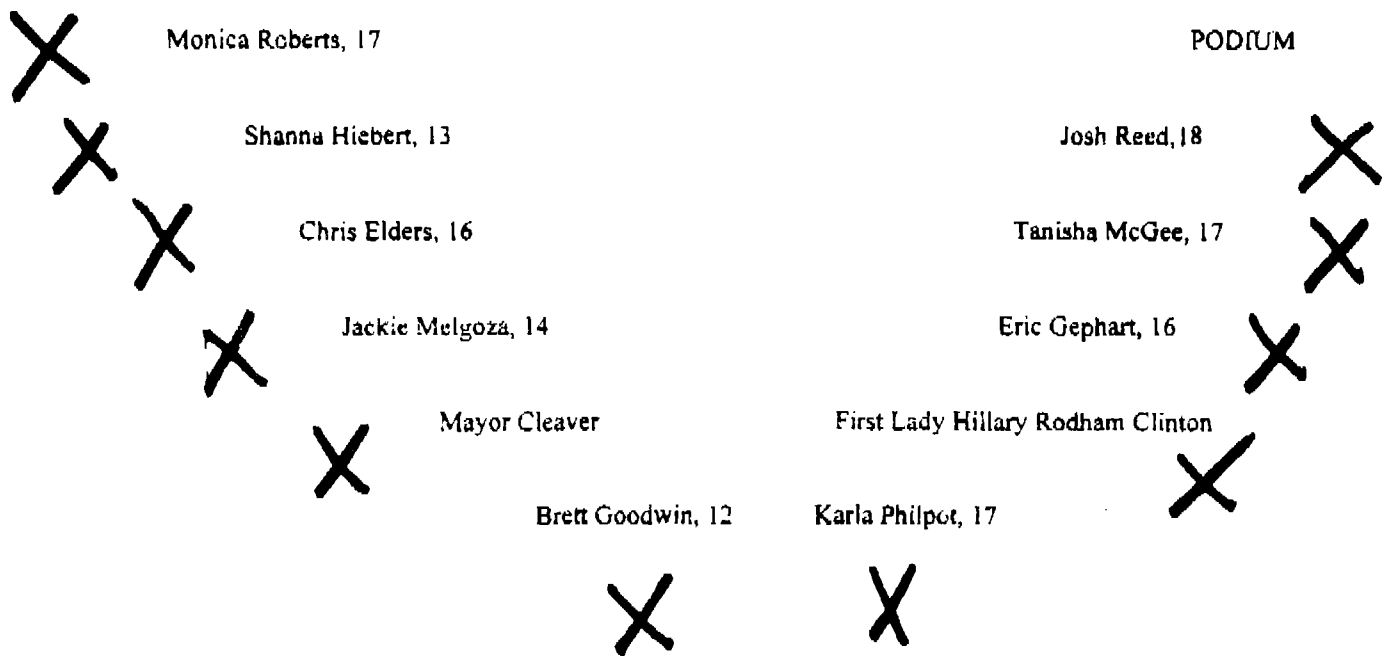 Monica Roberts, 17 PODIUM
Shanna Hiebert, 13 Josh Reed, 18
Chris Elders, 16 Tanisha McGee, 17
Jackie Melgoza, 14 Eric Gephart, 16
Mayor Cleaver First Lady Hillary Rodham Clinton
Brett Goodwin, 12 Karla Philpot, 17